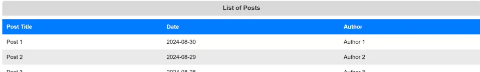 List of Posts
Post Title Date Author
Post 1 2024-08-30 Author 1
Post 2 2024-08-29 Author 2